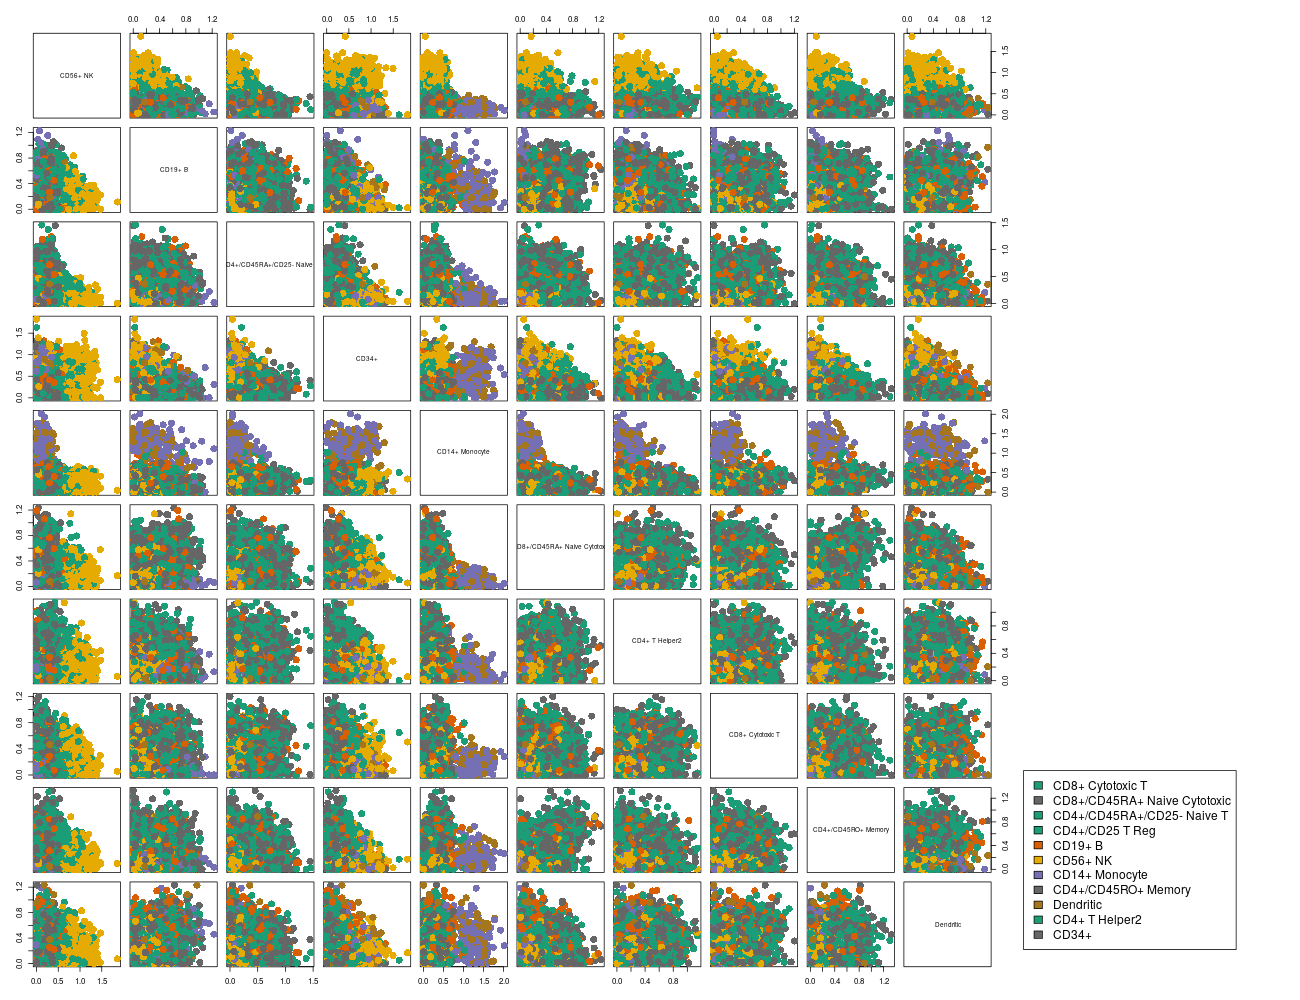 0.0 0.4 0.8 1.2
0.0 0.5 1.0 1.5
0.0 0.4 0.8 1.2
0.0 0.4 0.8 1.2
0.0 0.4 0.8 1.2
CD56+ NK
0.0 0.5 1.0 1.5
0.0 0.4 0.8 1.2
CD19+ B
D4+/CD45RA+/CD25- Naive
0.0 0.5 1.0 1.5
0.0 0.5 1.0 1.5
CD34+
CD14+ Monocyte
0.0 0.5 1.0 1.5 2.0
0.0 0.4 0.8 1.2
D8+/CD45RA+ Naive Cytotox
CD4+ T Helper2
0.0 0.4 0.8
0.0 0.4 0.8 1.2
CD8+ Cytotoxic T
CD4+/CD45RO+ Memory
0.0 0.4 0.8 1.2
0.0 0.4 0.8 1.2
Dendritic
0.0 0.5 1.0 1.5
0.0 0.5 1.0 1.5
0.0 0.5 1.0 1.5 2.0
0.0 0.4 0.8
0.0 0.4 0.8 1.2
CD8+ Cytotoxic T
CD8+/CD45RA+ Naive Cytotoxic
CD4+/CD45RA+/CD25- Naive T
CD4+/CD25 T Reg
CD19+ B
CD56+ NK
CD14+ Monocyte
CD4+/CD45RO+ Memory
Dendritic
CD4+ T Helper2
CD34+